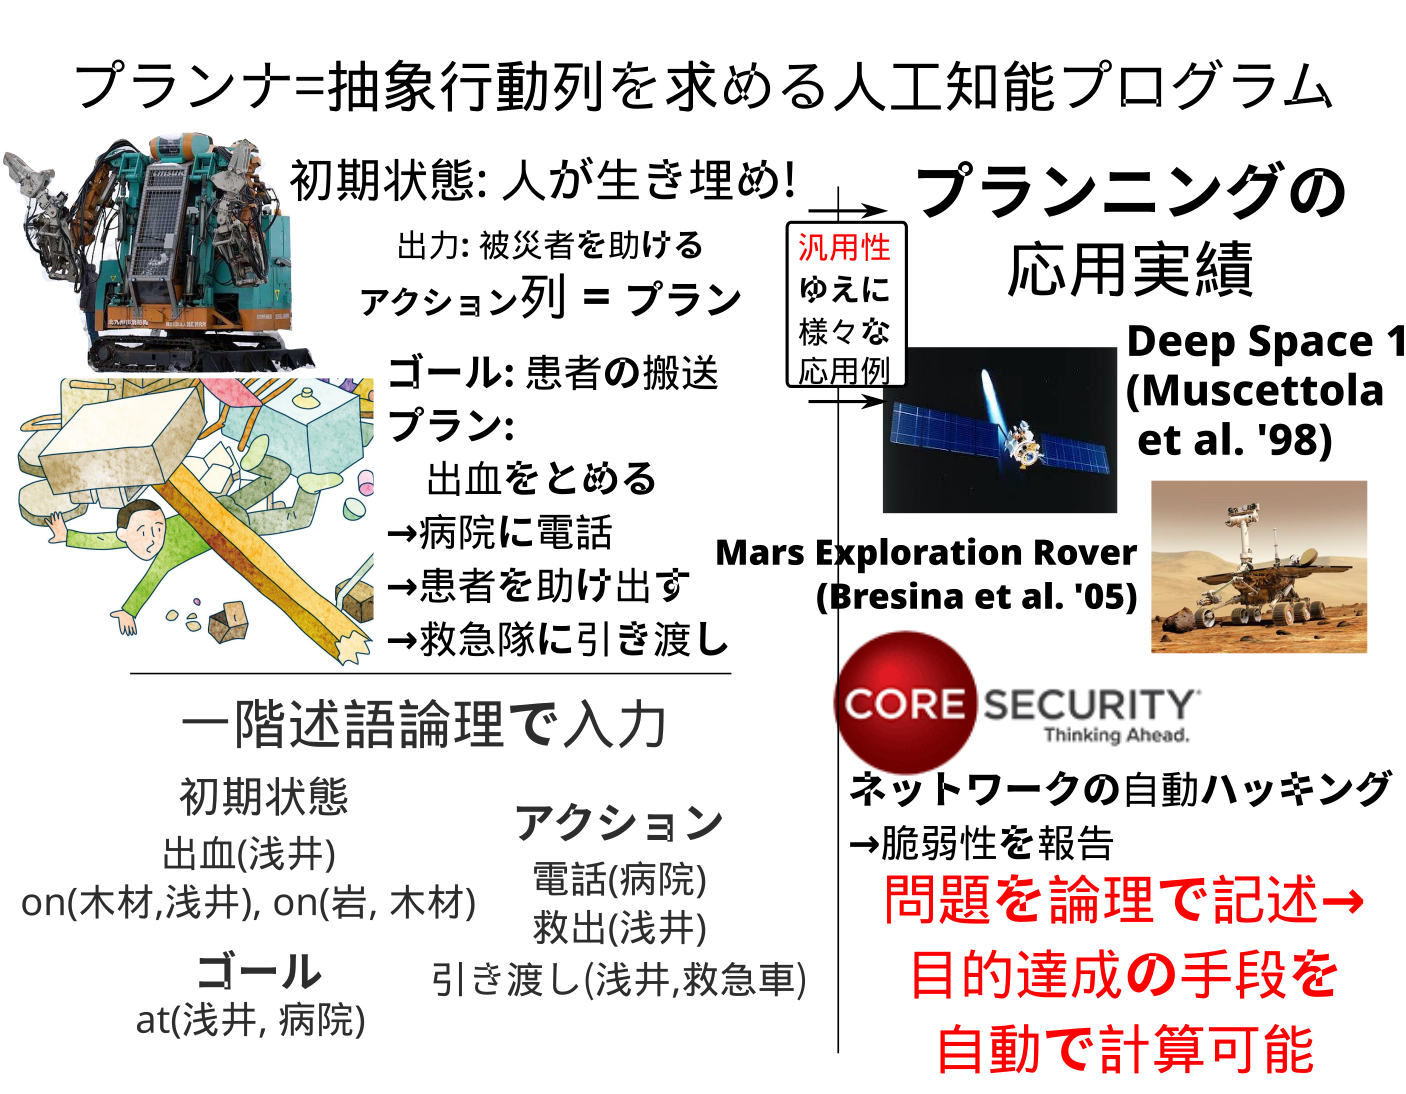 プランナ=抽象行動列を求める人工知能プログラム
初期状態: 人が生き埋め!
出力: 被災者を助ける
アクション列 = プラン
ゴール: 患者の搬送
プラン:
出血をとめる
→病院に電話
→患者を助け出す
→救急隊に引き渡し
一階述語論理で入力
初期状態
出血(浅井)
on(木材,浅井), on(岩, 木材)
ゴール
at(浅井, 病院)
アクション
電話(病院)
救出(浅井)
引き渡し(浅井,救急車)
汎用性
ゆえに
様々な
応用例
プランニングの
応用実績
Deep Space 1
(Muscettola
et al. '98)
Mars Exploration Rover
(Bresina et al. '05)
CORE SECURITY
Thinking Ahead.
ネットワークの自動ハッキング
→脆弱性を報告
問題を論理で記述→
目的達成の手段を
自動で計算可能